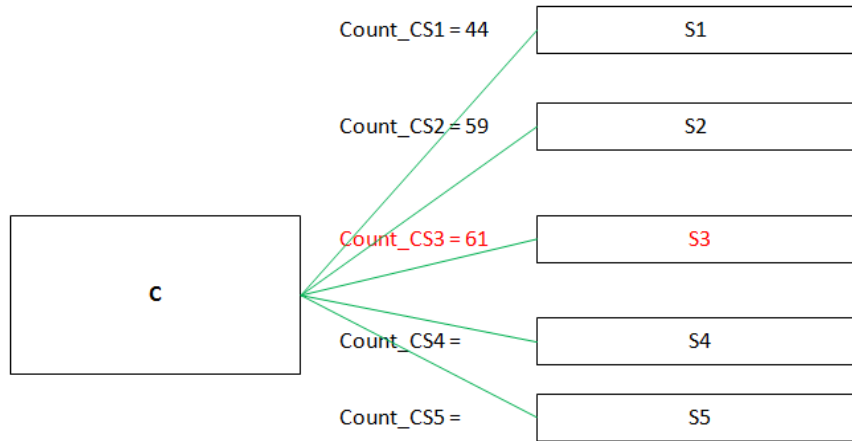 Count_CS1 = 44 S1
Count_CS2 = 59 S2
Count_CS3 = 61 S3
C
Count_CS4 = S4
Count_CS5 = S5